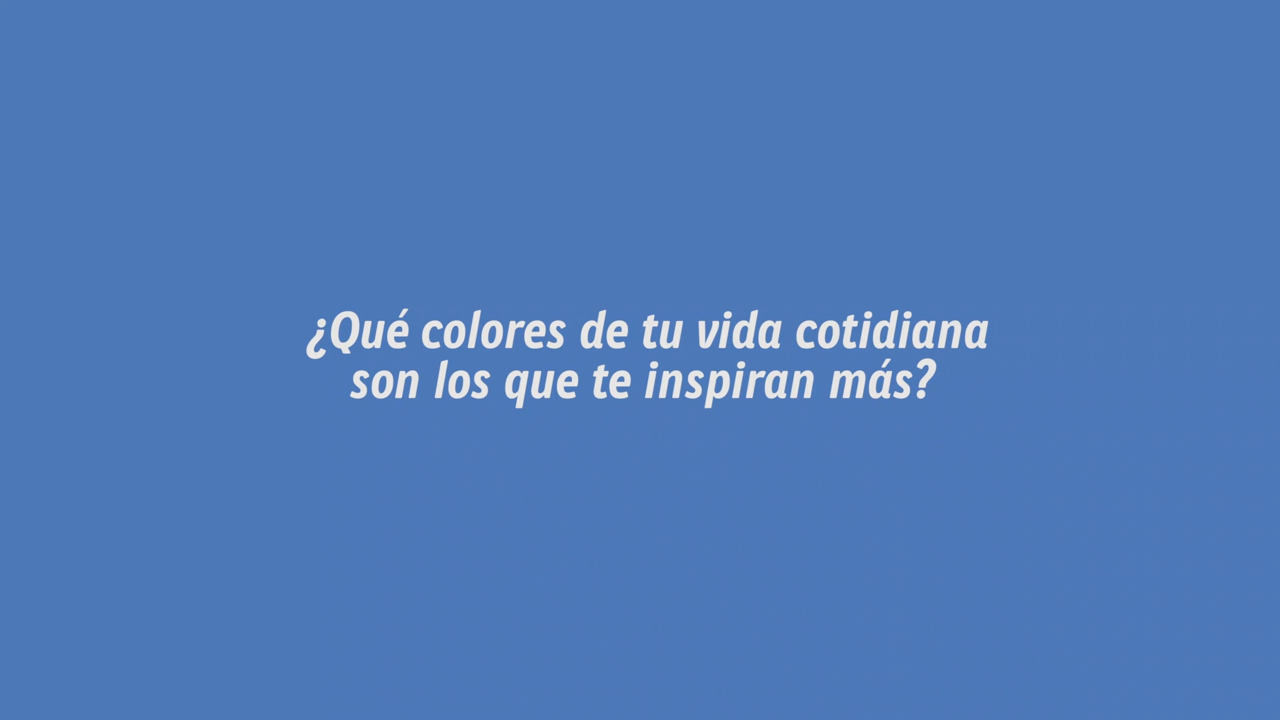 ¿Qué colores de tu vida cotidiana
son los que te inspiran más?